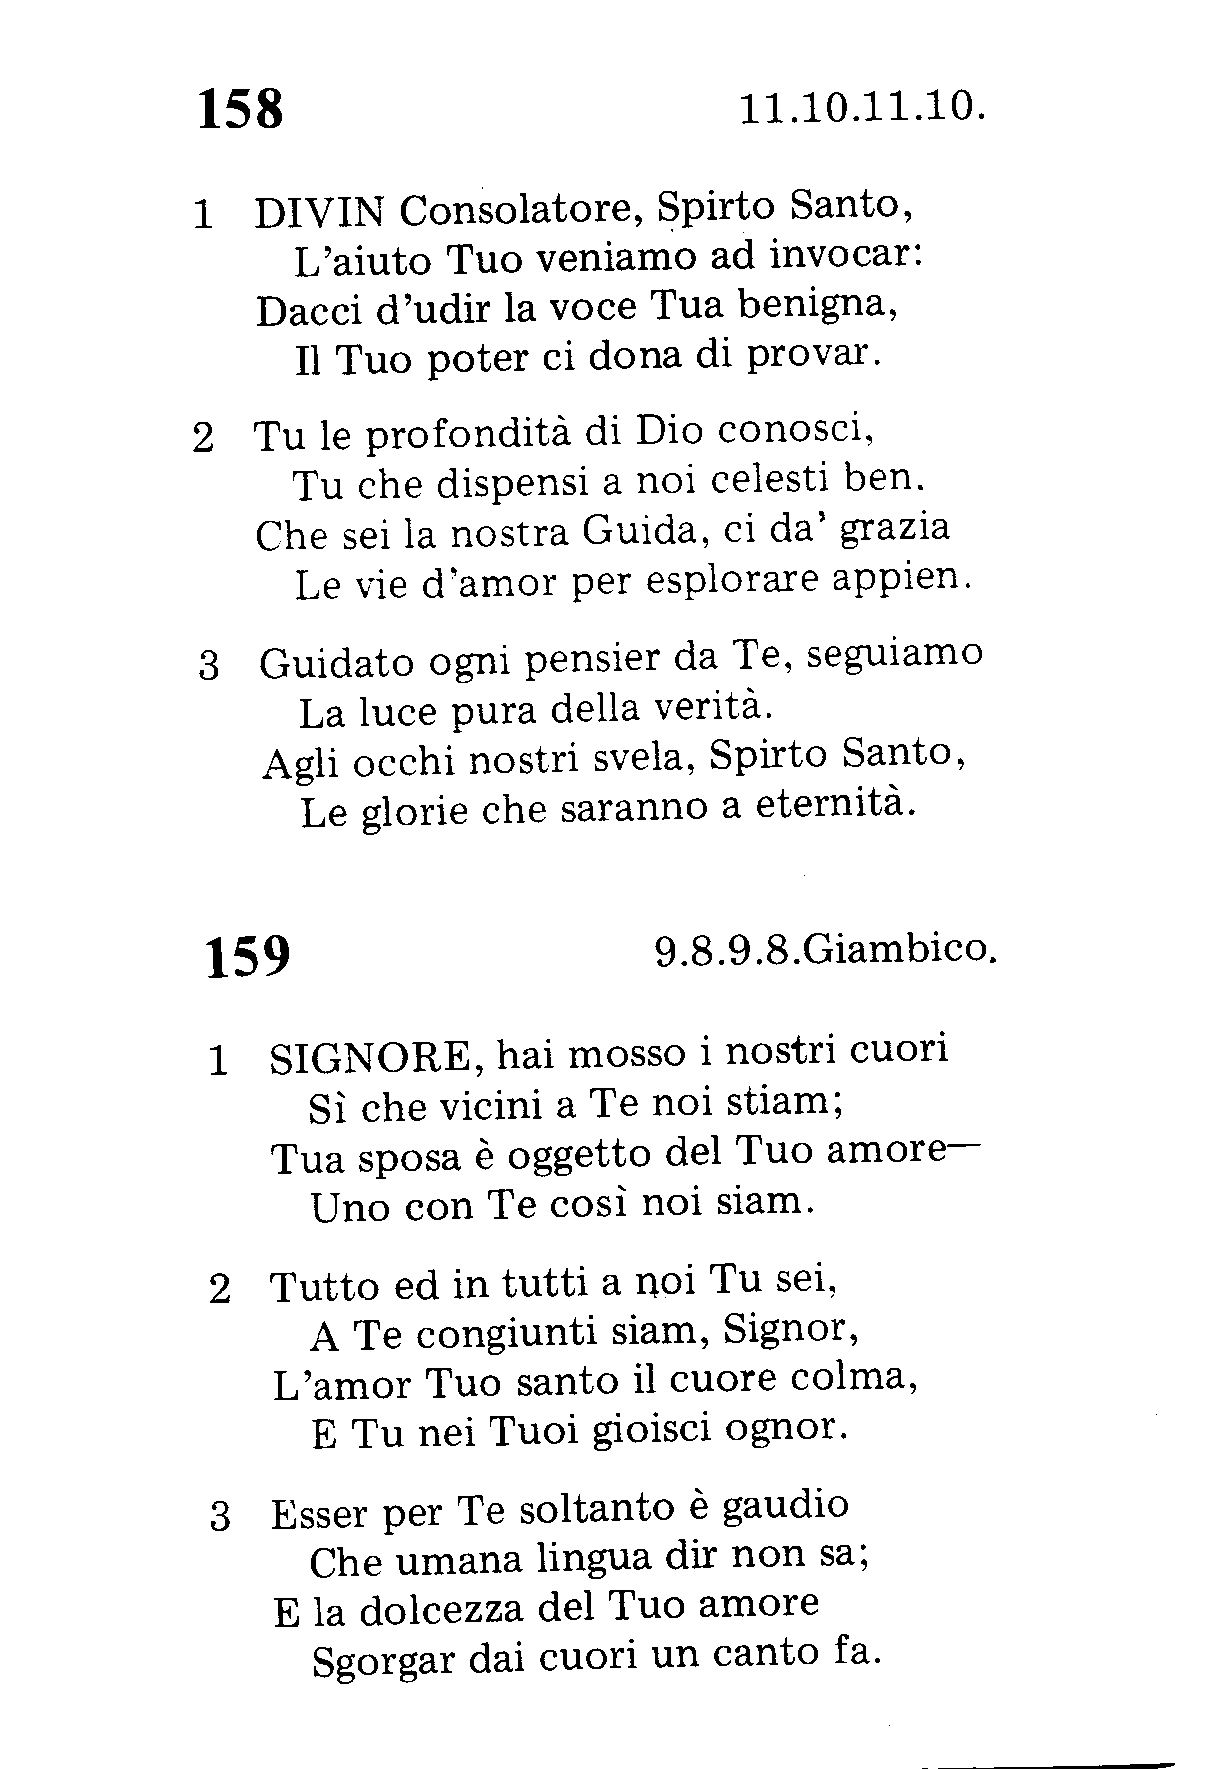 158 11.10.11.10.
1 DIVIN Consolatore, Spirto Santo,
L'aiuto Tuo veniamo ad invocar:
Dacci d'udir la voce Tua benigna,
Il Tuo poter ci dona di provar.
2 Tu le profondità di Dio conosci,
Tu che dispensi a noi celesti ben.
Che sei la nostra Guida, ci da' grazia
Le vie d'amor per esplorare appien.
3 Guidato ogni pensier da Te, seguiamo
La luce pura della verità.
Agli occhi nostri svela, Spirto Santo,
Le glorie che saranno a eternità.
159 9.8.9.8.Giambico.
1 SIGNORE, hai mosso i nostri cuori
Sì che vicini a Te noi stiam;
Tua sposa è oggetto del Tuo amore—
Uno con Te così noi siam.
2 Tutto ed in tutti a noi Tu sei,
A Te congiunti siam, Signor,
L'amor Tuo santo il cuore colma,
E Tu nei Tuoi gioisci ognor.
3 Esser per Te soltanto è gaudio
Che umana lingua dir non sa;
E la dolcezza del Tuo amore
Sgorgar dai cuori un canto fa.